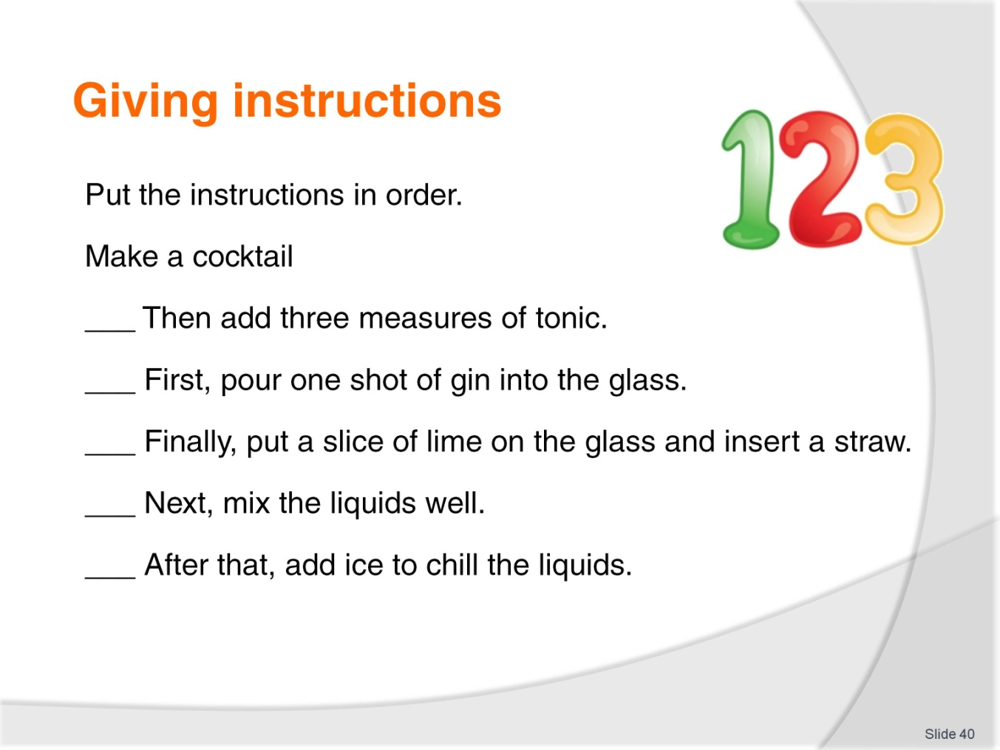 Giving instructions
123
Put the instructions in order.
Make a cocktail
___ Then add three measures of tonic.
___ First, pour one shot of gin into the glass.
___ Finally, put a slice of lime on the glass and insert a straw.
___ Next, mix the liquids well.
___ After that, add ice to chill the liquids.
Slide 40